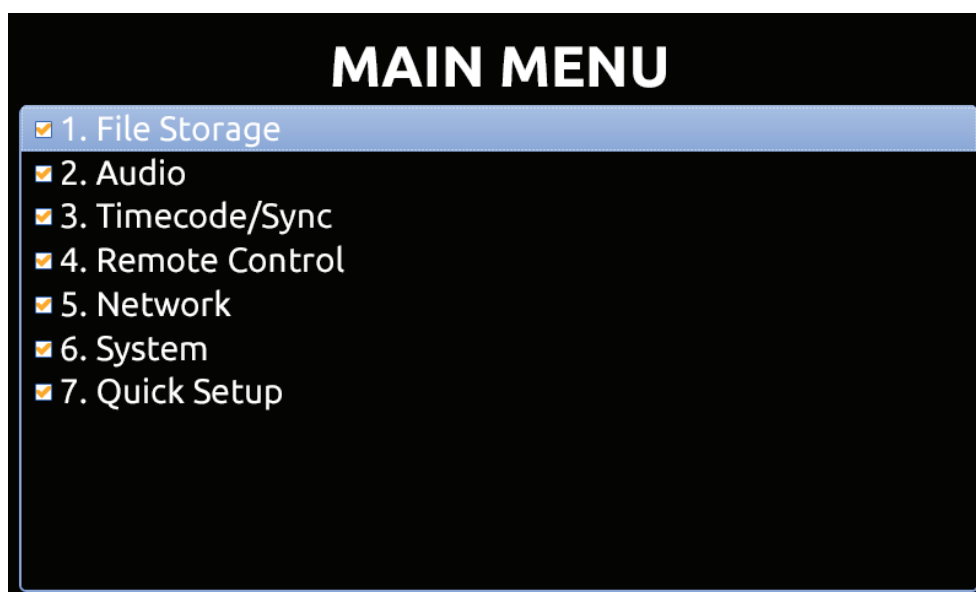 MAIN MENU
1. File Storage
2. Audio
3. Timecode/Sync
4. Remote Control
5. Network
6. System
7. Quick Setup